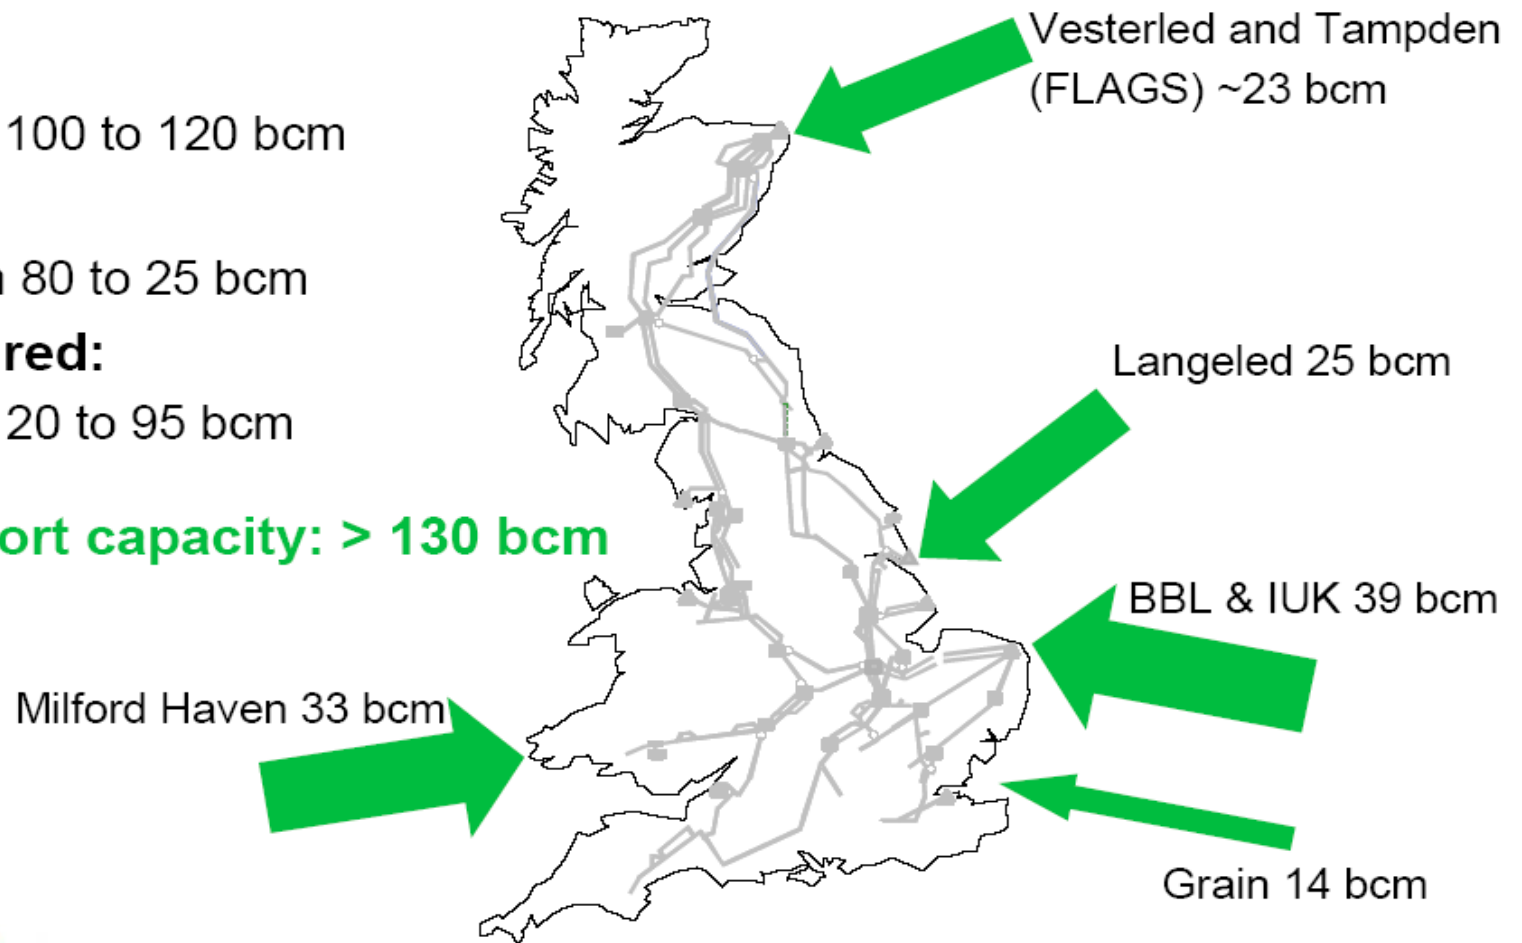 Vesterled and Tampden
(FLAGS) ~23 bcm
100 to 120 bcm
80 to 25 bcm
red:
20 to 95 bcm
Langeled 25 bcm
ort capacity: > 130 bcm
BBL & IUK 39 bcm
Milford Haven 33 bcm
Grain 14 bcm